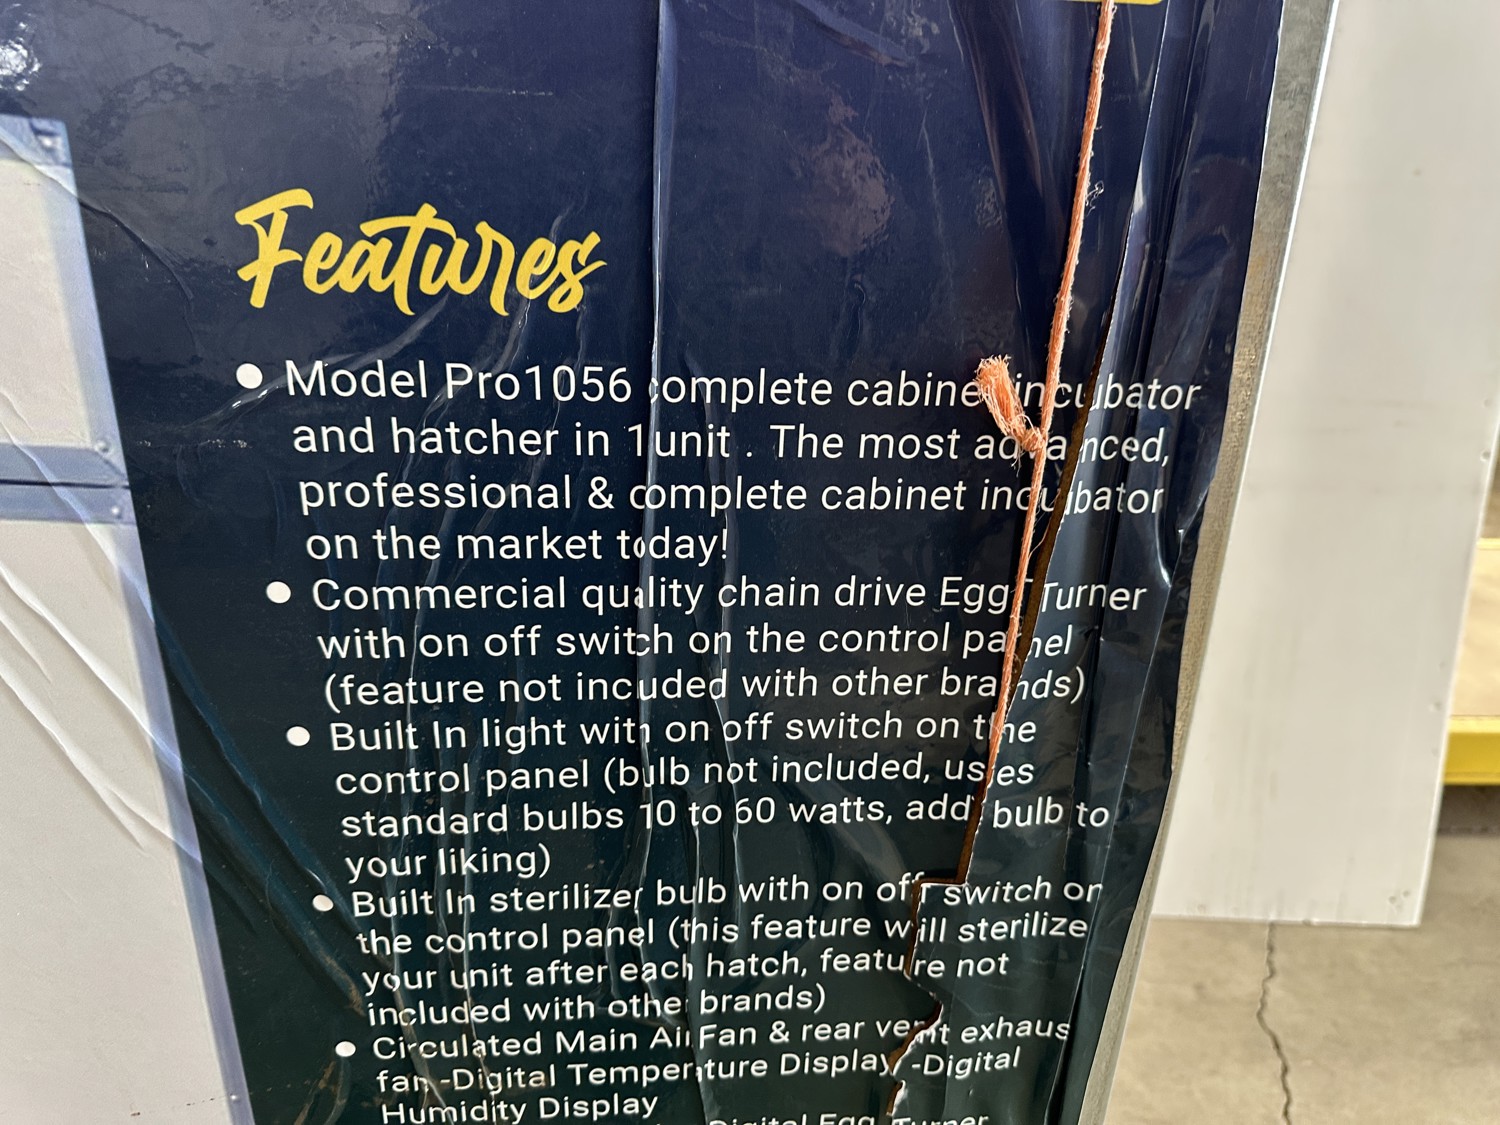 Features
• Model Pro1056 complete cabinet incubator
and hatcher in 1 unit . The most advanced,
professional & complete cabinet incubator
on the market today!
• Commercial quality chain drive Egg Turner
with on off switch on the control panel
(feature not incuded with other brands)
• Built In light with on off switch on the
control panel (bulb not included, uses
standard bulbs 10 to 60 watts, add bulb to
your liking)
• Built In sterilizer bulb with on off switch on
the control panel (this feature will sterilize
your unit after each hatch, feature not
included with other brands)
• Circulated Main Air Fan & rear vent exhaus
fan -Digital Temperature Display -Digital
Humidity Display
Digital Egg Turner